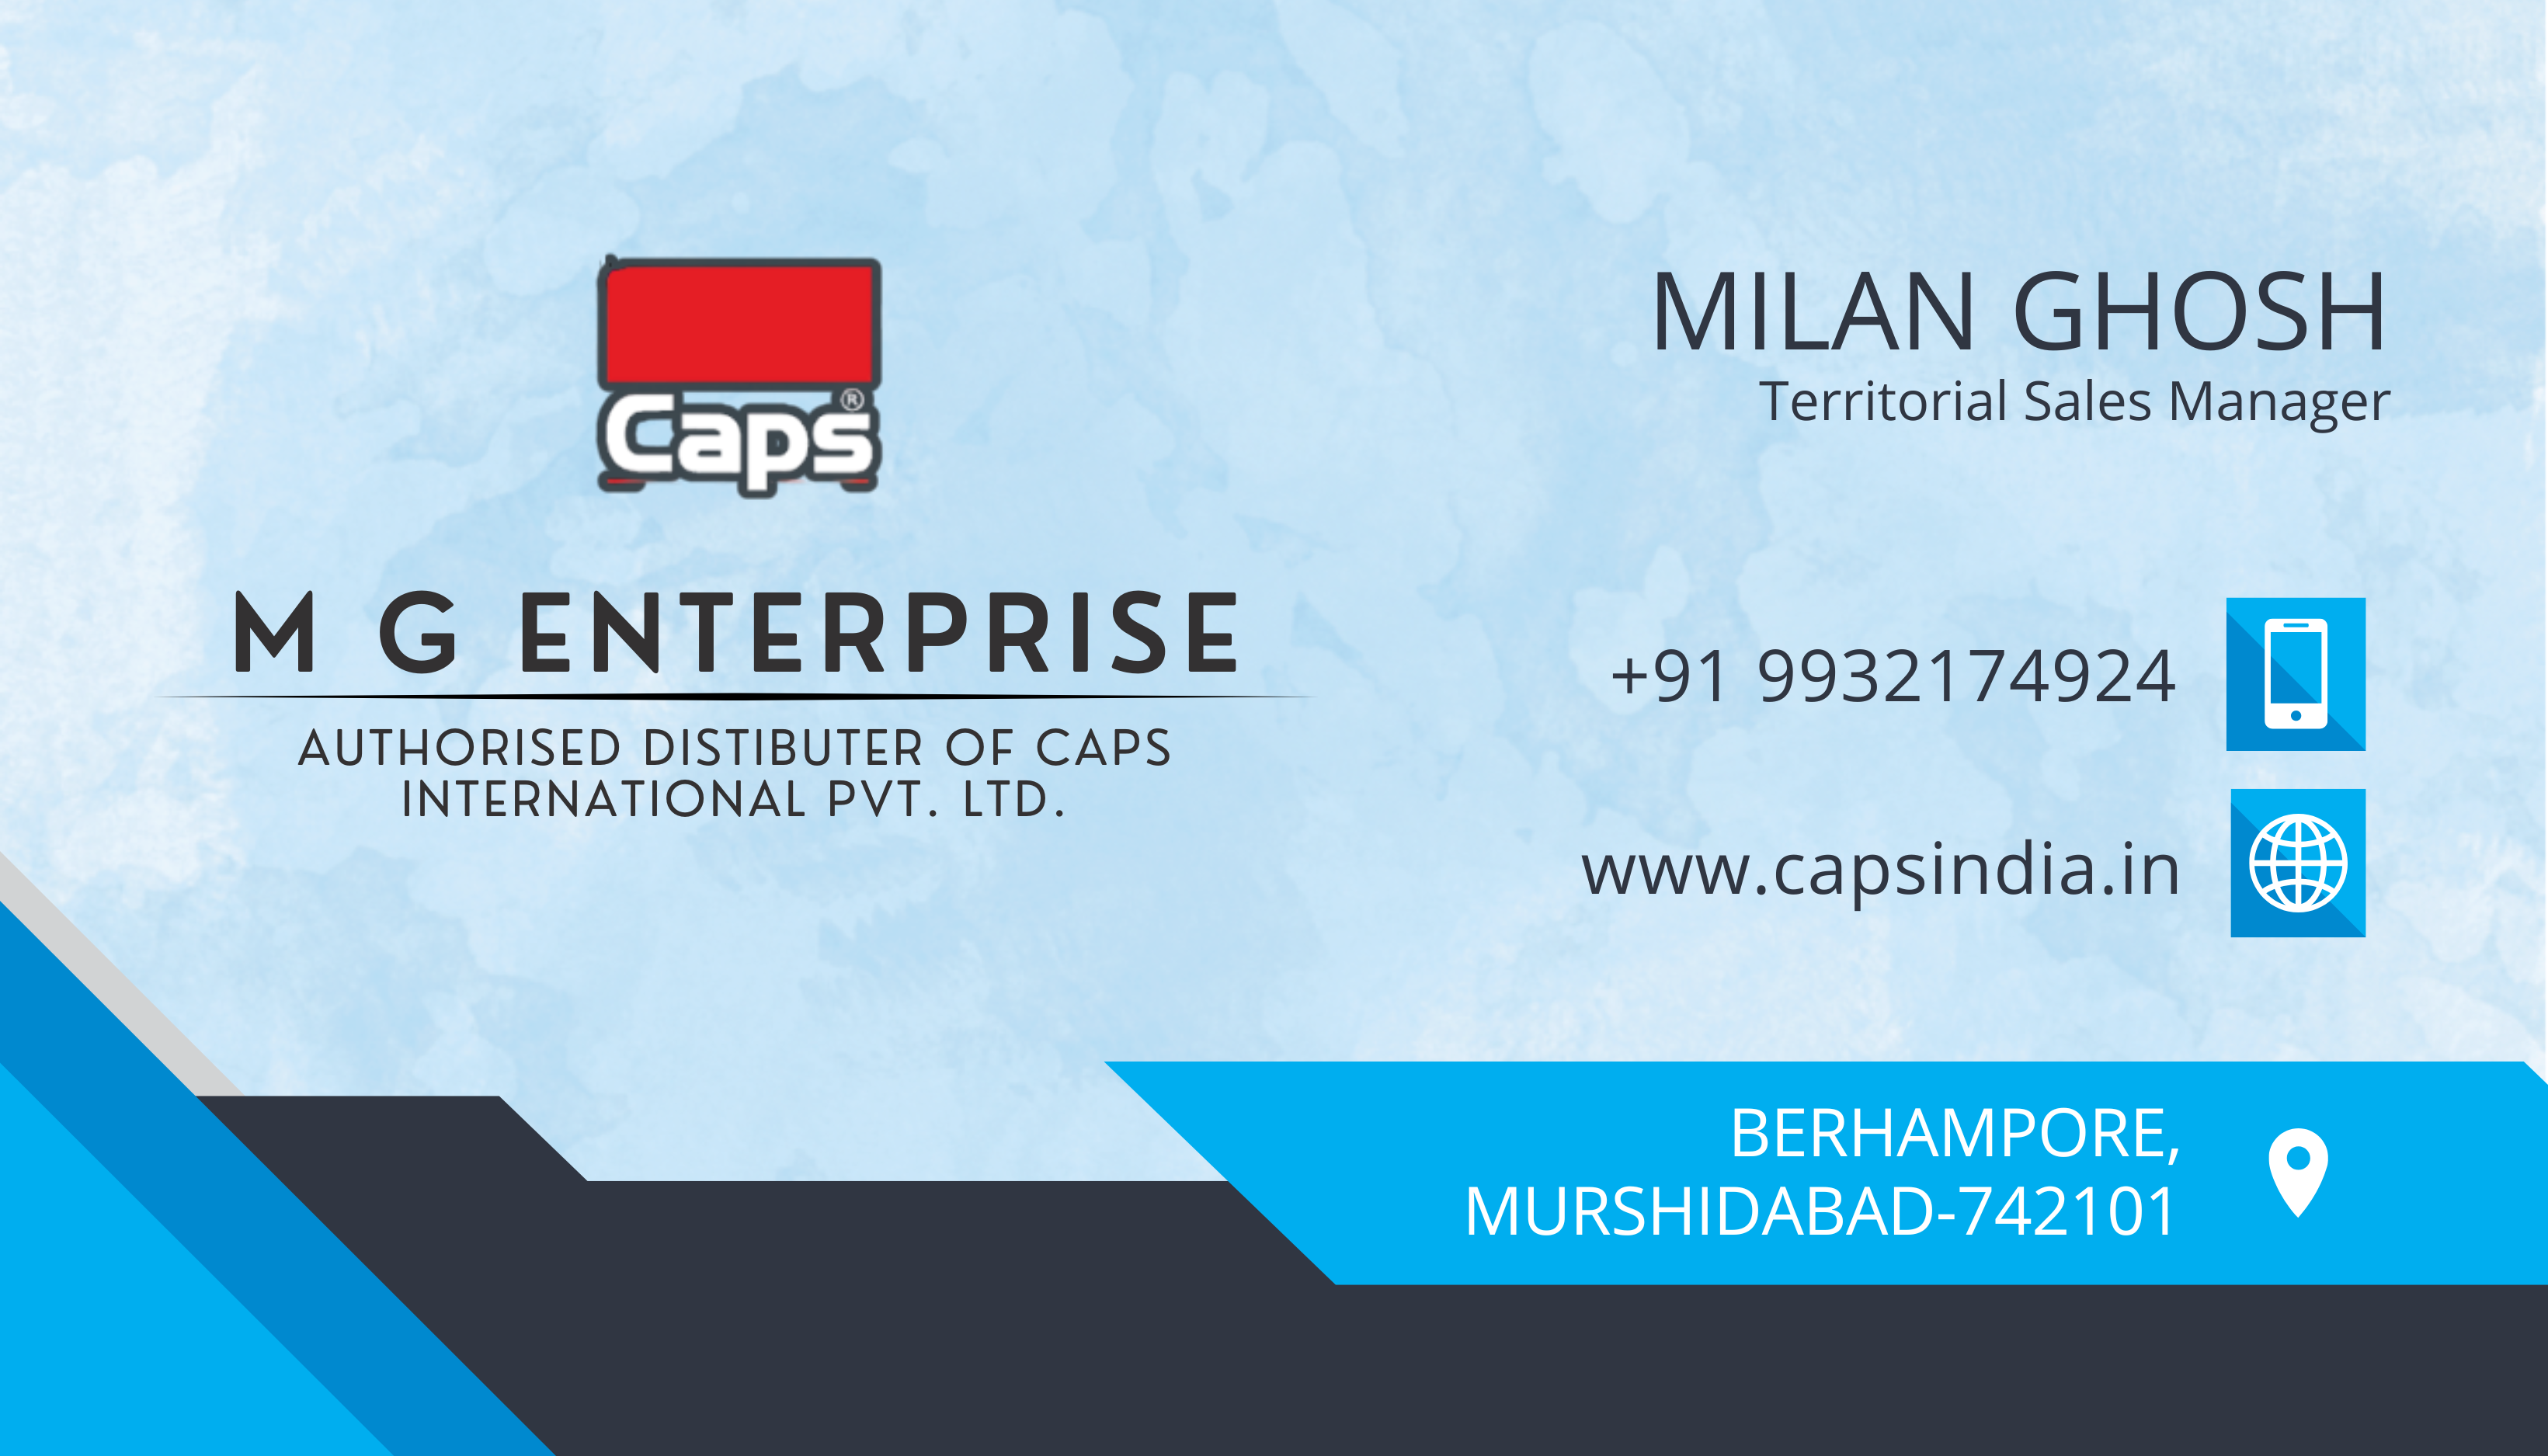 Caps®
M G ENTERPRISE
AUTHORISED DISTIBUTER OF CAPS
INTERNATIONAL PVT. LTD.
MILAN GHOSH
Territorial Sales Manager
+91 9932174924
www.capsindia.in
BERHAMPORE,
MURSHIDABAD-742101